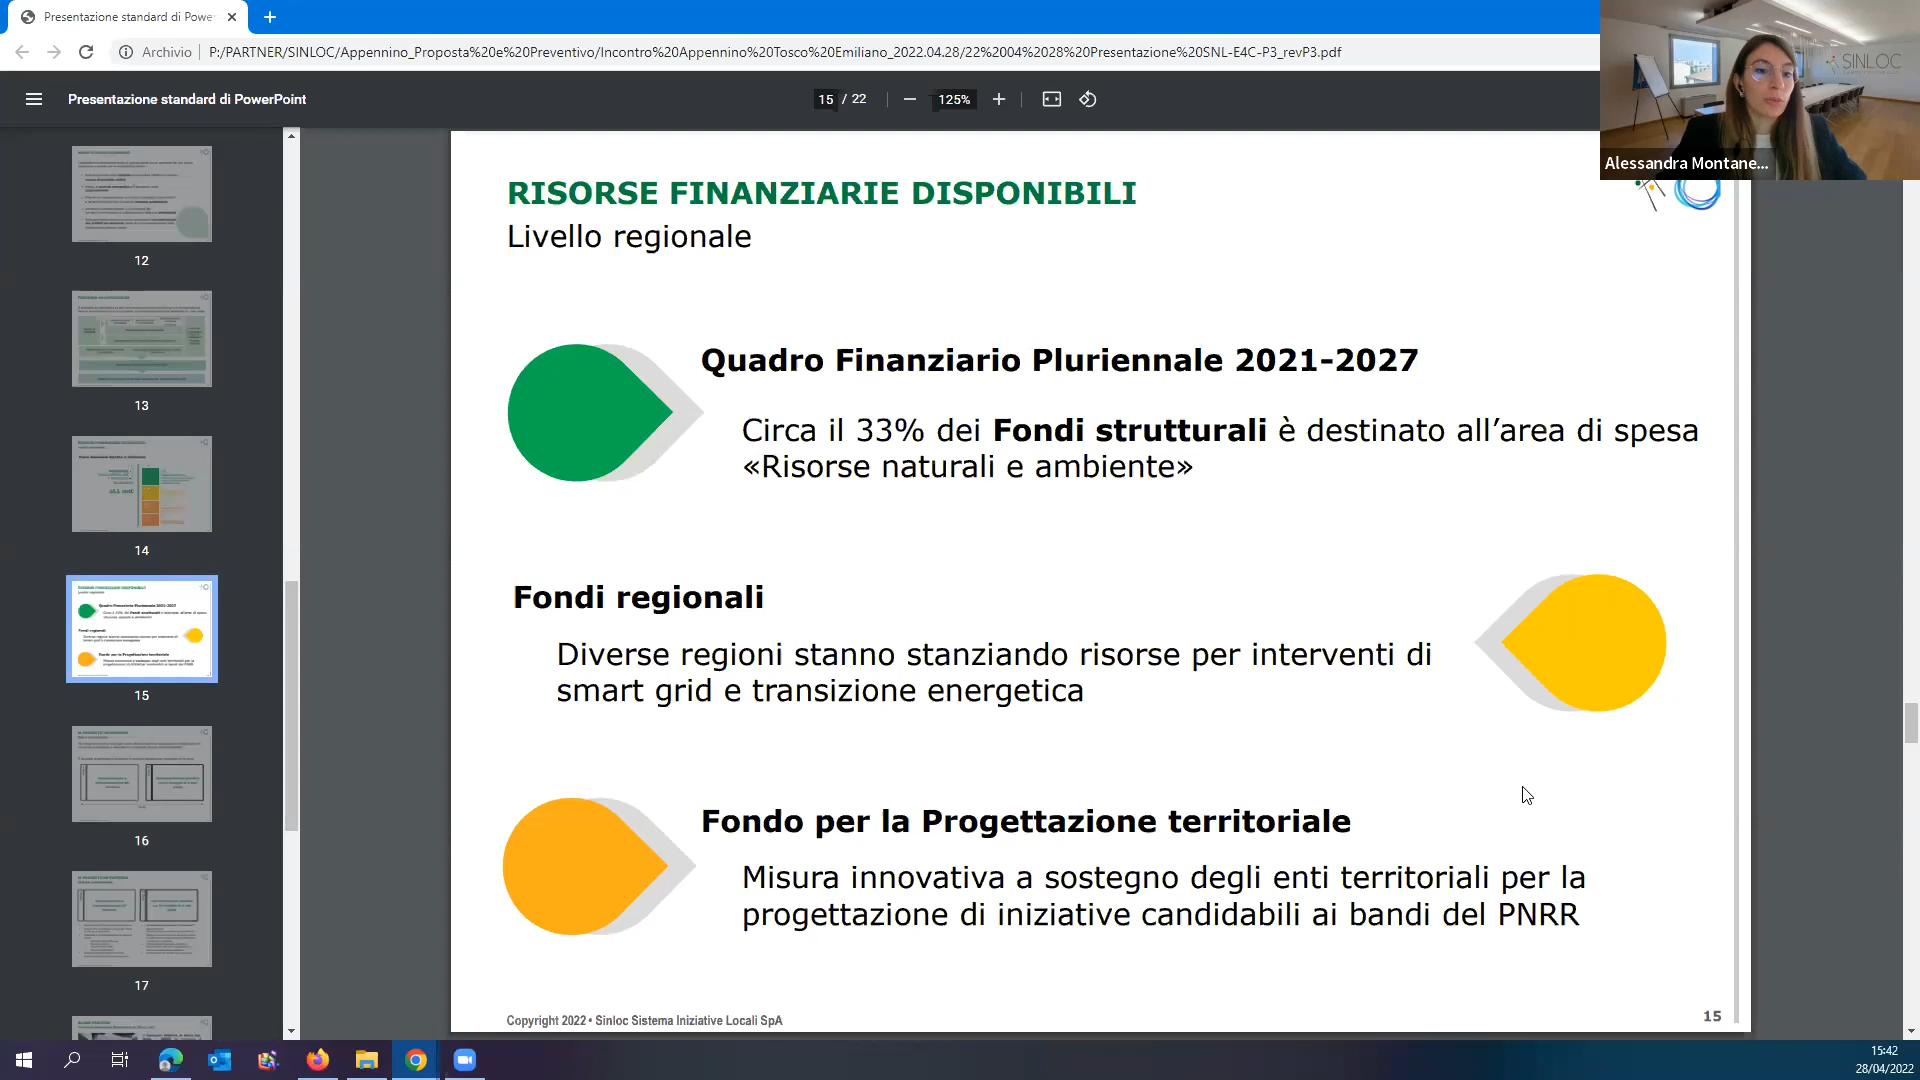 Presentazione standard di Power
Archivio
P:/PARTNER/SINLOC/Appennino_Proposta%20e%20Preventivo/Incontro%20Appennino%20Tosco%20Emiliano_2022.04.28/22%2004%2028%20Presentazione%20SNL-E4C-P3_revP3.pdf
SINLOC
Alessandra Montane...
Presentazione standard di PowerPoint
15 / 22
125%
12
13
14
15
16
17
RISORSE FINANZIARIE DISPONIBILI
Livello regionale
Quadro Finanziario Pluriennale 2021-2027
Circa il 33% dei Fondi strutturali è destinato all’area di spesa
«Risorse naturali e ambiente»
Fondi regionali
Diverse regioni stanno stanziando risorse per interventi di
smart grid e transizione energetica
Fondo per la Progettazione territoriale
Misura innovativa a sostegno degli enti territoriali per la
progettazione di iniziative candidabili ai bandi del PNRR
Copyright 2022 • Sinloc Sistema Iniziative Locali SpA
15
15:42
28/04/2022